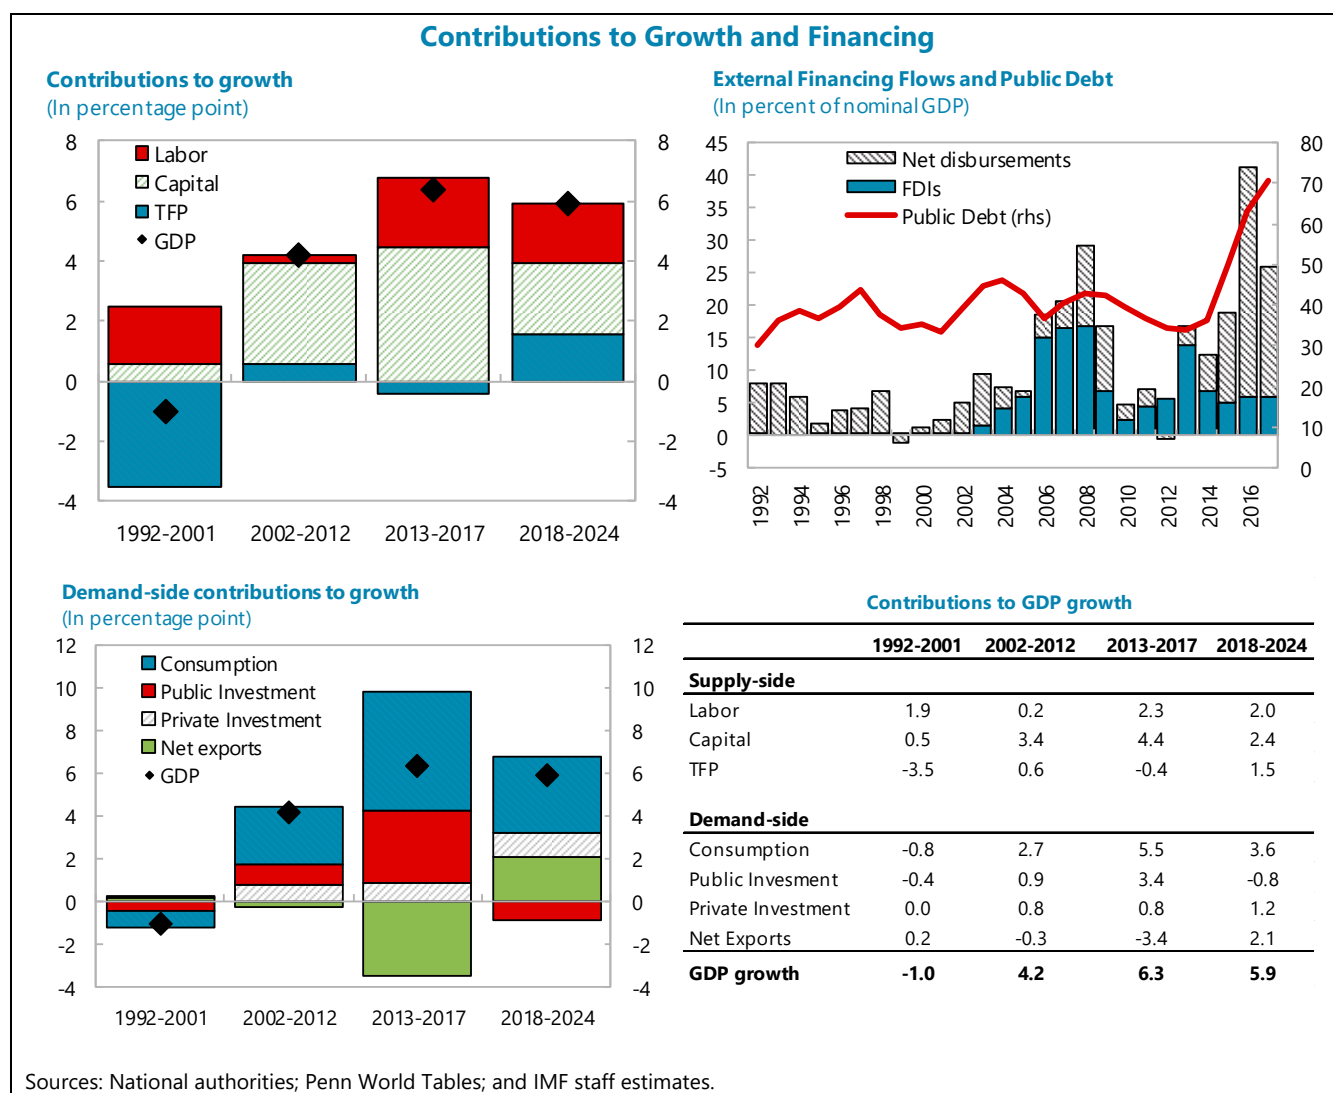 Contributions to Growth and Financing
Contributions to growth
(In percentage point)
8
6
4
2
0
-2
-4
8
6
4
2
0
-2
-4
Labor
Capital
TFP
GDP
1992-2001 2002-2012 2013-2017 2018-2024
External Financing Flows and Public Debt
(In percent of nominal GDP)
45
40
35
30
25
20
15
10
5
0
-5
80
70
60
50
40
30
20
10
0
Net disbursements
FDIs
Public Debt (rhs)
1992
1994
1996
1998
2000
2002
2004
2006
2008
2010
2012
2014
2016
Demand-side contributions to growth
(In percentage point)
12
10
8
6
4
2
0
-2
-4
12
10
8
6
4
2
0
-2
-4
Consumption
Public Investment
Private Investment
Net exports
GDP
1992-2001 2002-2012 2013-2017 2018-2024
Contributions to GDP growth
1992-2001 2002-2012 2013-2017 2018-2024
Supply-side
Labor 1.9 0.2 2.3 2.0
Capital 0.5 3.4 4.4 2.4
TFP -3.5 0.6 -0.4 1.5
Demand-side
Consumption -0.8 2.7 5.5 3.6
Public Invesment -0.4 0.9 3.4 -0.8
Private Investment 0.0 0.8 0.8 1.2
Net Exports 0.2 -0.3 -3.4 2.1
GDP growth -1.0 4.2 6.3 5.9
Sources: National authorities; Penn World Tables; and IMF staff estimates.